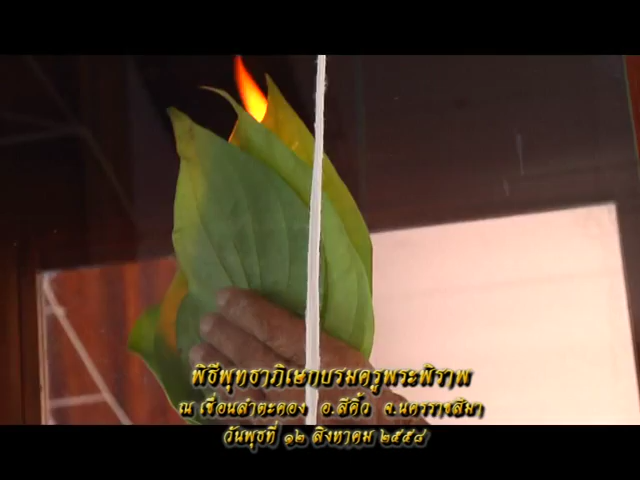 พิธีพุทธาภิเษกบรมครูพระพิราพ
ณ เขื่อนลำตะคอง อ.สีคิ้ว จ.นครราชสีมา
วันพุธที่ ๑๒ สิงหาคม ๒๕๕๔